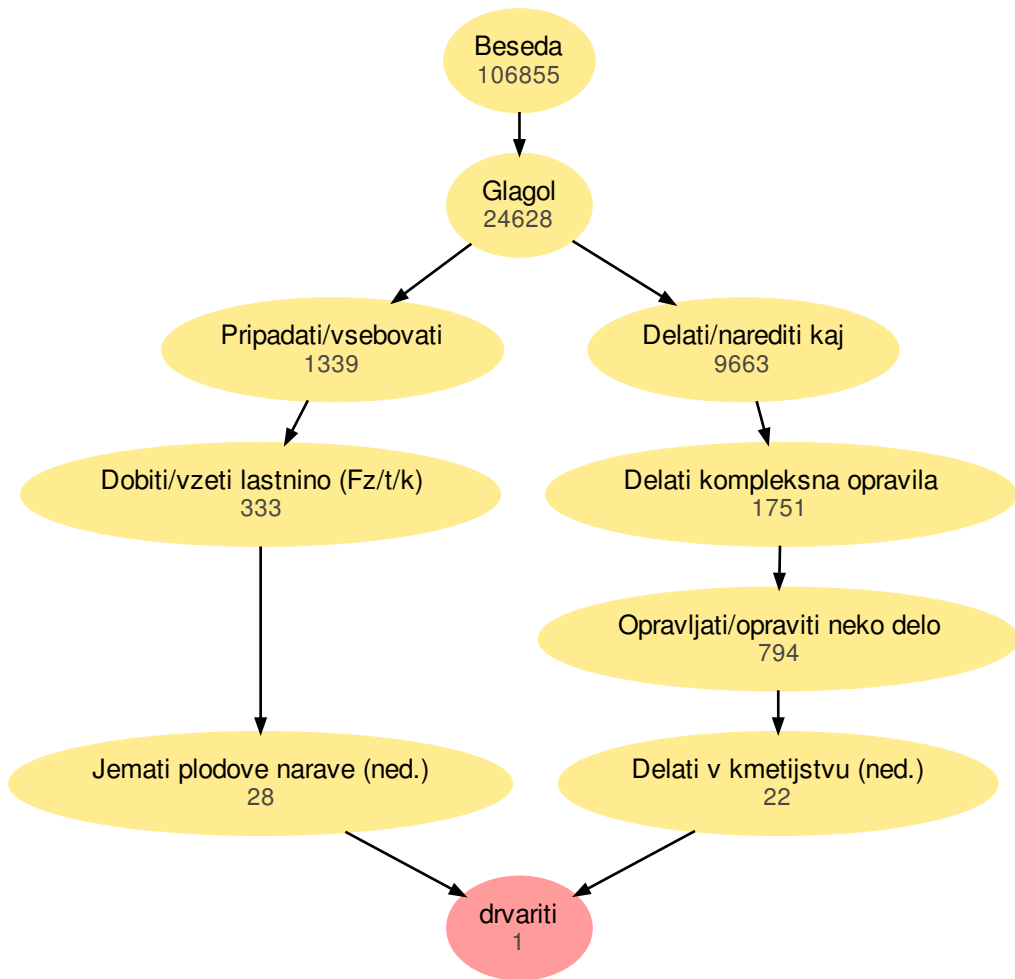 Beseda
106855
Glagol
24628
Pripadati/vsebovati
1339
Delati/narediti kaj
9663
Dobiti/vzeti lastnino (Fz/t/k)
333
Delati kompleksna opravila
1751
Opravljati/opraviti neko delo
794
Jemati plodove narave (ned.)
28
Delati v kmetijstvu (ned.)
22
drvariti
1